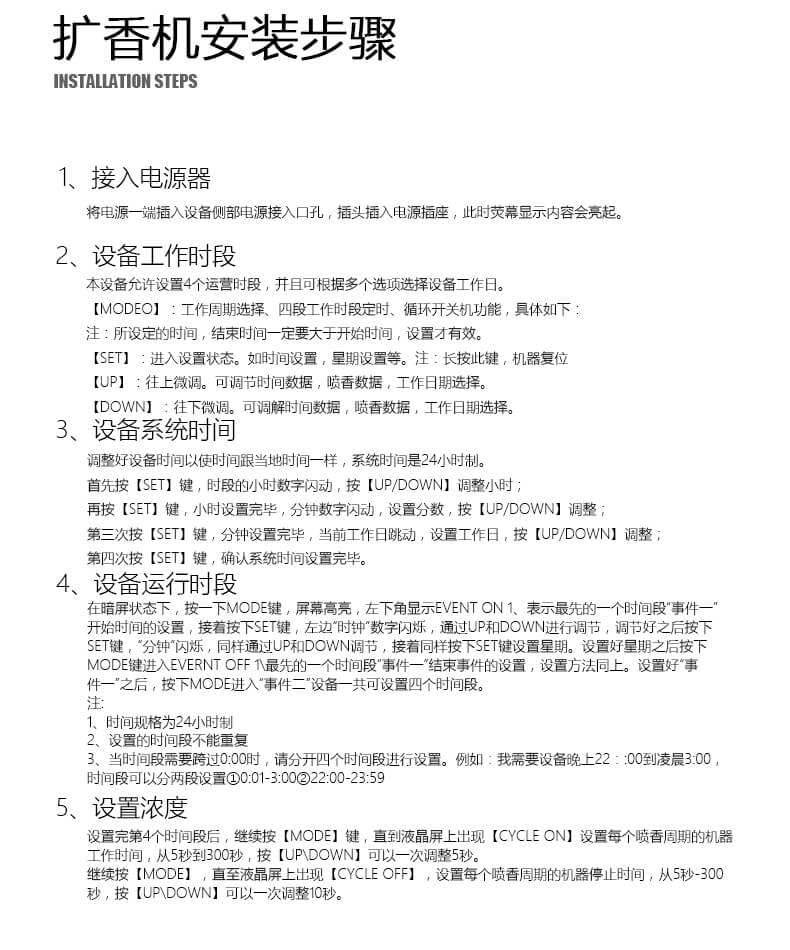 扩香机安装步骤
INSTALLATION STEPS
1、接入电源器
将电源一端插入设备侧部电源接入口孔，插头插入电源插座，此时荧幕显示内容会亮起。
2、设备工作时段
本设备允许设置4个运营时段，并且可根据多个选项选择设备工作日。
【MODEO】：工作周期选择、四段工作时段定时、循环开关机功能，具体如下：
注：所设定的时间，结束时间一定要大于开始时间，设置才有效。
【SET】：进入设置状态。如时间设置，星期设置等。注：长按此键，机器复位
【UP】：往上微调。可调节时间数据，喷香数据，工作日期选择。
【DOWN】：往下微调。可调解时间数据，喷香数据，工作日期选择。
3、设备系统时间
调整好设备时间以使时间跟当地时间一样，系统时间是24小时制。
首先按【SET】键，时段的小时数字闪动，按【UP/DOWN】调整小时；
再按【SET】键，小时设置完毕，分钟数字闪动，设置分数，按【UP/DOWN】调整；
第三次按【SET】键，分钟设置完毕，当前工作日跳动，设置工作日，按【UP/DOWN】调整；
第四次按【SET】键，确认系统时间设置完毕。
4、设备运行时段
在暗屏状态下，按一下MODE键，屏幕高亮，左下角显示EVENT ON 1、表示最先的一个时间段“事件一”
开始时间的设置，接着按下SET键，左边“时钟”数字闪烁，通过UP和DOWN进行调节，调节好之后按下
SET键，“分钟”闪烁，同样通过UP和DOWN调节，接着同样按下SET键设置星期。设置好星期之后按下
MODE键进入EVERNT OFF 1\最先的一个时间段“事件一”结束事件的设置，设置方法同上。设置好“事
件一”之后，按下MODE进入“事件二”设备一共可设置四个时间段。
注:
1、时间规格为24小时制
2、设置的时间段不能重复
3、当时间段需要跨过0:00时，请分开四个时间段进行设置。例如：我需要设备晚上22：:00到凌晨3:00，
时间段可以分两段设置①0:01-3:00②22:00-23:59
5、设置浓度
设置完第4个时间段后，继续按【MODE】键，直到液晶屏上出现【CYCLE ON】设置每个喷香周期的机器
工作时间，从5秒到300秒，按【UP\DOWN】可以一次调整5秒。
继续按【MODE】，直至液晶屏上出现【CYCLE OFF】，设置每个喷香周期的机器停止时间，从5秒-300
秒，按【UP\DOWN】可以一次调整10秒。